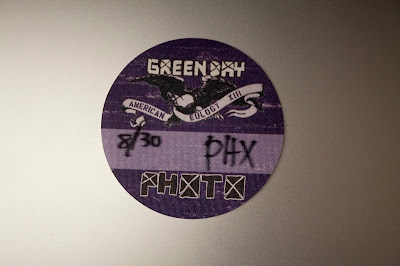 GREEN DAY
AMERICAN EULOGY XIII
8/30
PHX
PHOTO